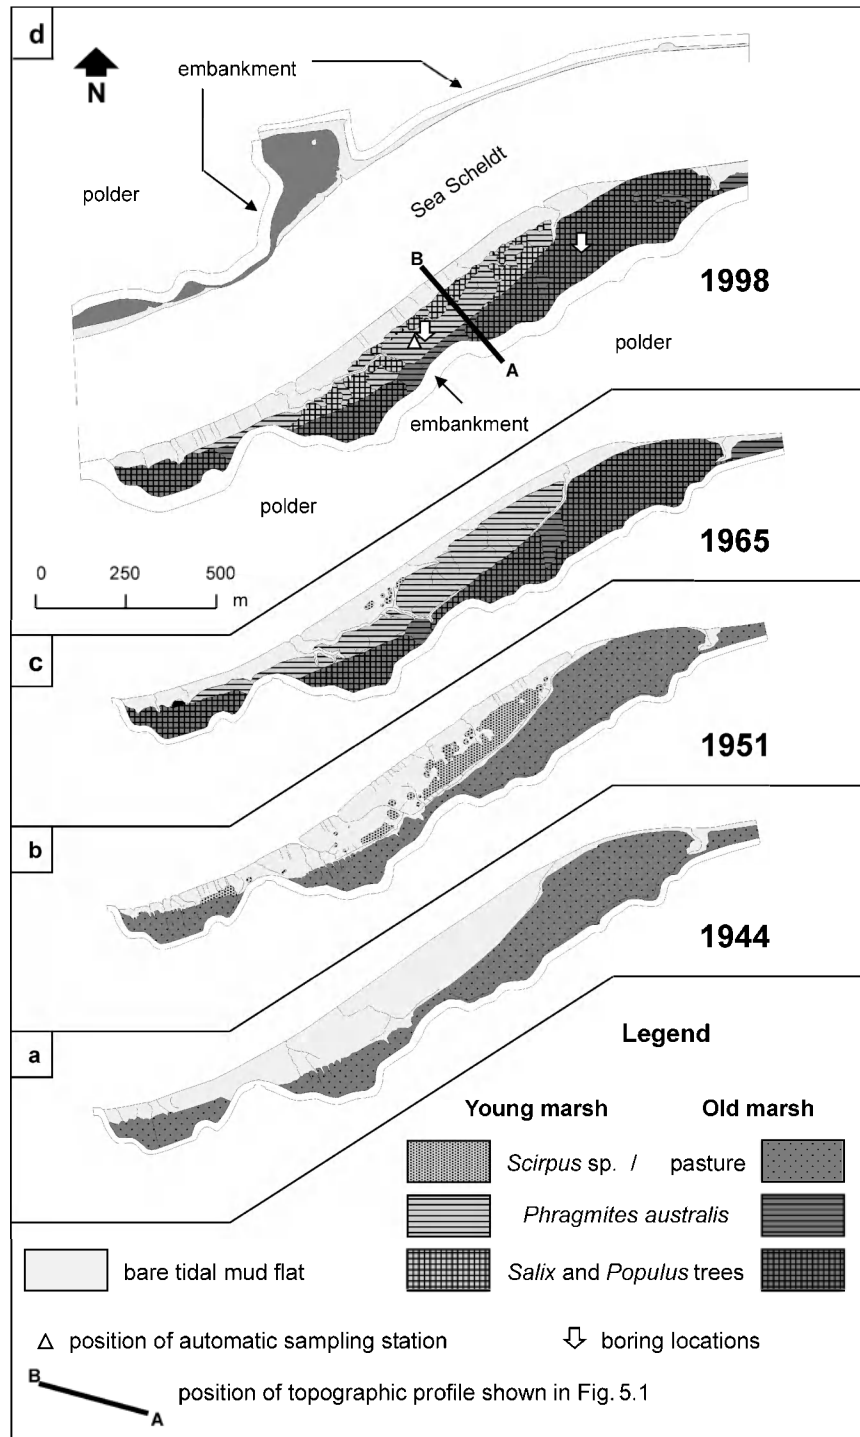 d
N
embankment
polder
Sea Scheldt
B
A
1998
polder
embankment
polder
0 250 500
m
1965
c
1951
b
1944
a
Legend
Young marsh Old marsh
Scirpus sp. / pasture
Phragmites australis
bare tidal mud flat
Salix and Populus trees
position of automatic sampling station
boring locations
B
A
position of topographic profile shown in Fig. 5.1